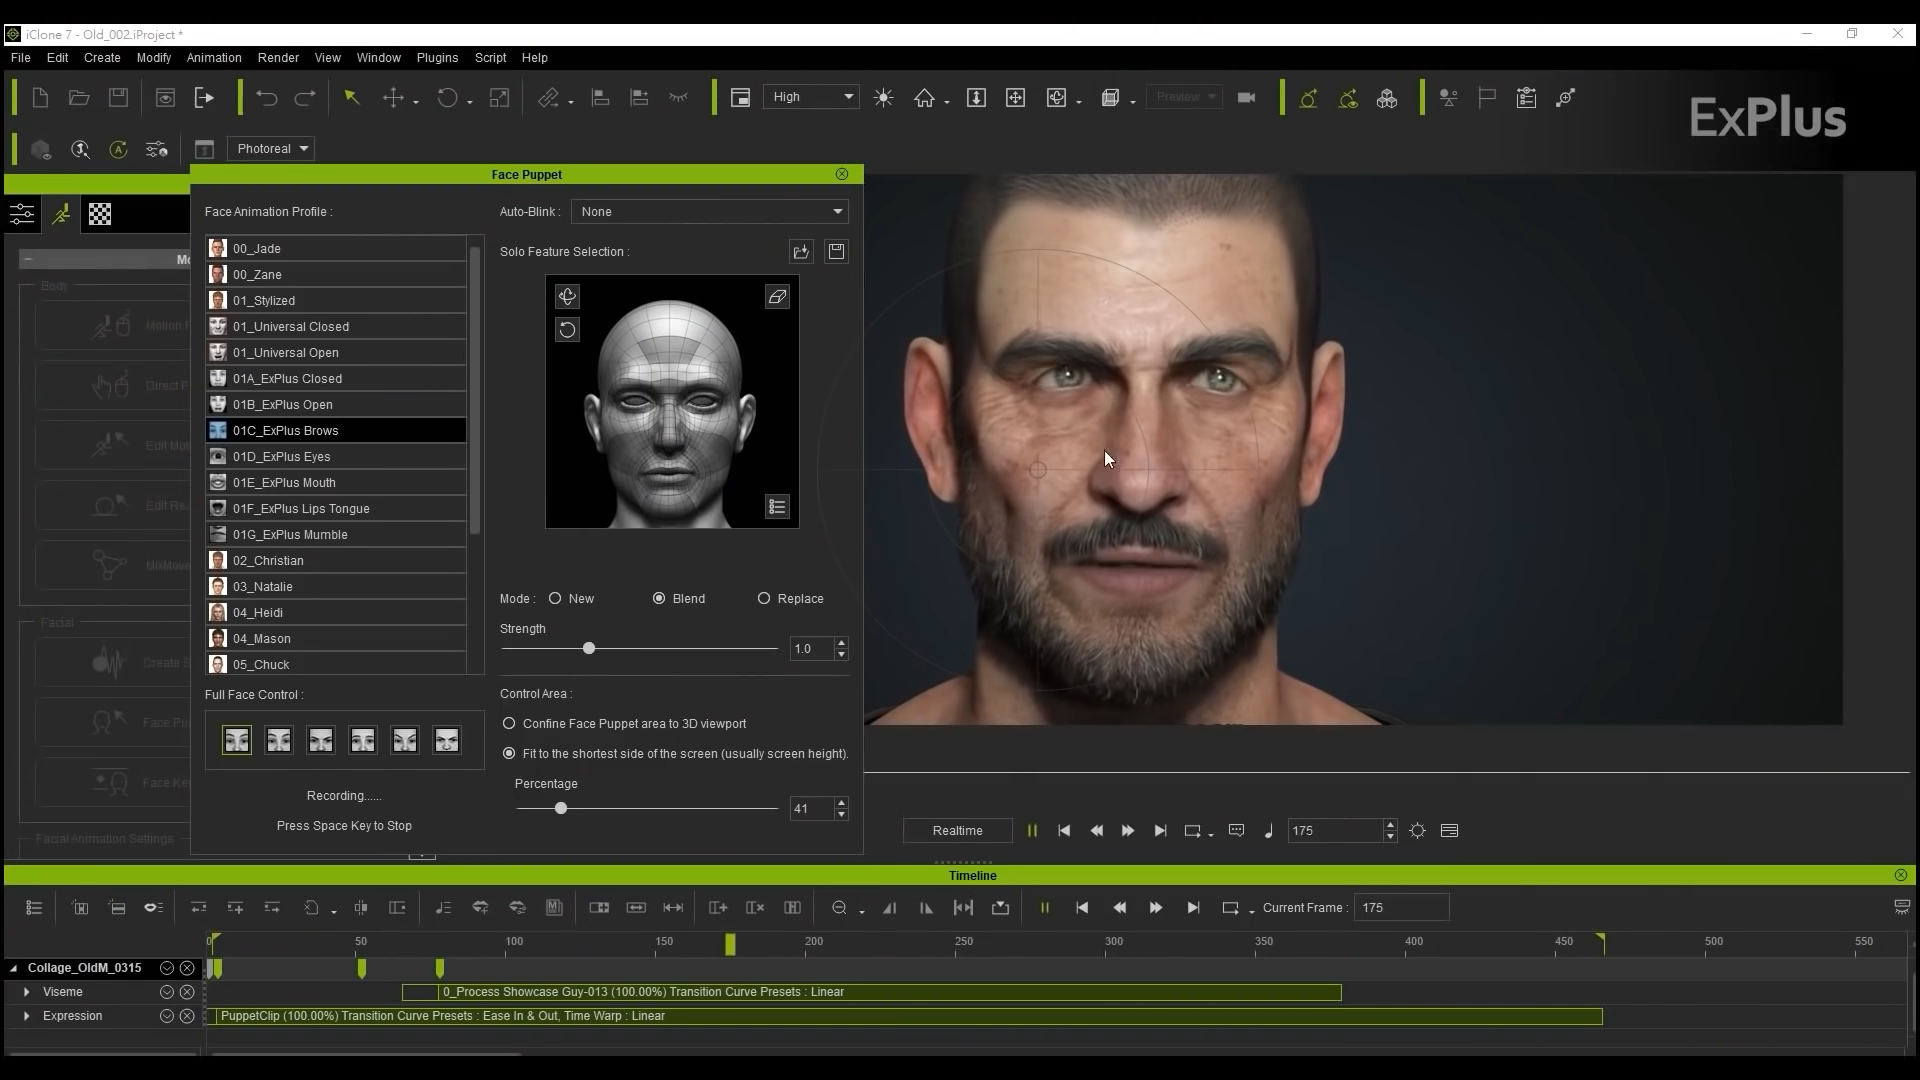 iClone 7 - Old_002.iProject *
File Edit Create Modify Animation Render View Window Plugins Script Help
High
Preview
ExPlus
Photoreal
Face Puppet
Face Animation Profile :
00_Jade
00_Zane
01_Stylized
01_Universal Closed
01_Universal Open
01A_ExPlus Closed
01B_ExPlus Open
01C_ExPlus Brows
01D_ExPlus Eyes
01E_ExPlus Mouth
01F_ExPlus Lips Tongue
01G_ExPlus Mumble
02_Christian
03_Natalie
04_Heidi
04_Mason
05_Chuck
Full Face Control :
Recording......
Press Space Key to Stop
Auto-Blink : None
Solo Feature Selection :
Mode : New Blend Replace
Strength
1.0
Control Area :
Confine Face Puppet area to 3D viewport
Fit to the shortest side of the screen (usually screen height).
Percentage
41
Body
Facial
Facial Animation Settings
Realtime
175
Timeline
Current Frame : 175
0 50 100 150 200 250 300 350 400 450 500 550
Collage_OldM_0315
Viseme
0_Process Showcase Guy-013 (100.00%) Transition Curve Presets : Linear
Expression
PuppetClip (100.00%) Transition Curve Presets : Ease In & Out, Time Warp : Linear